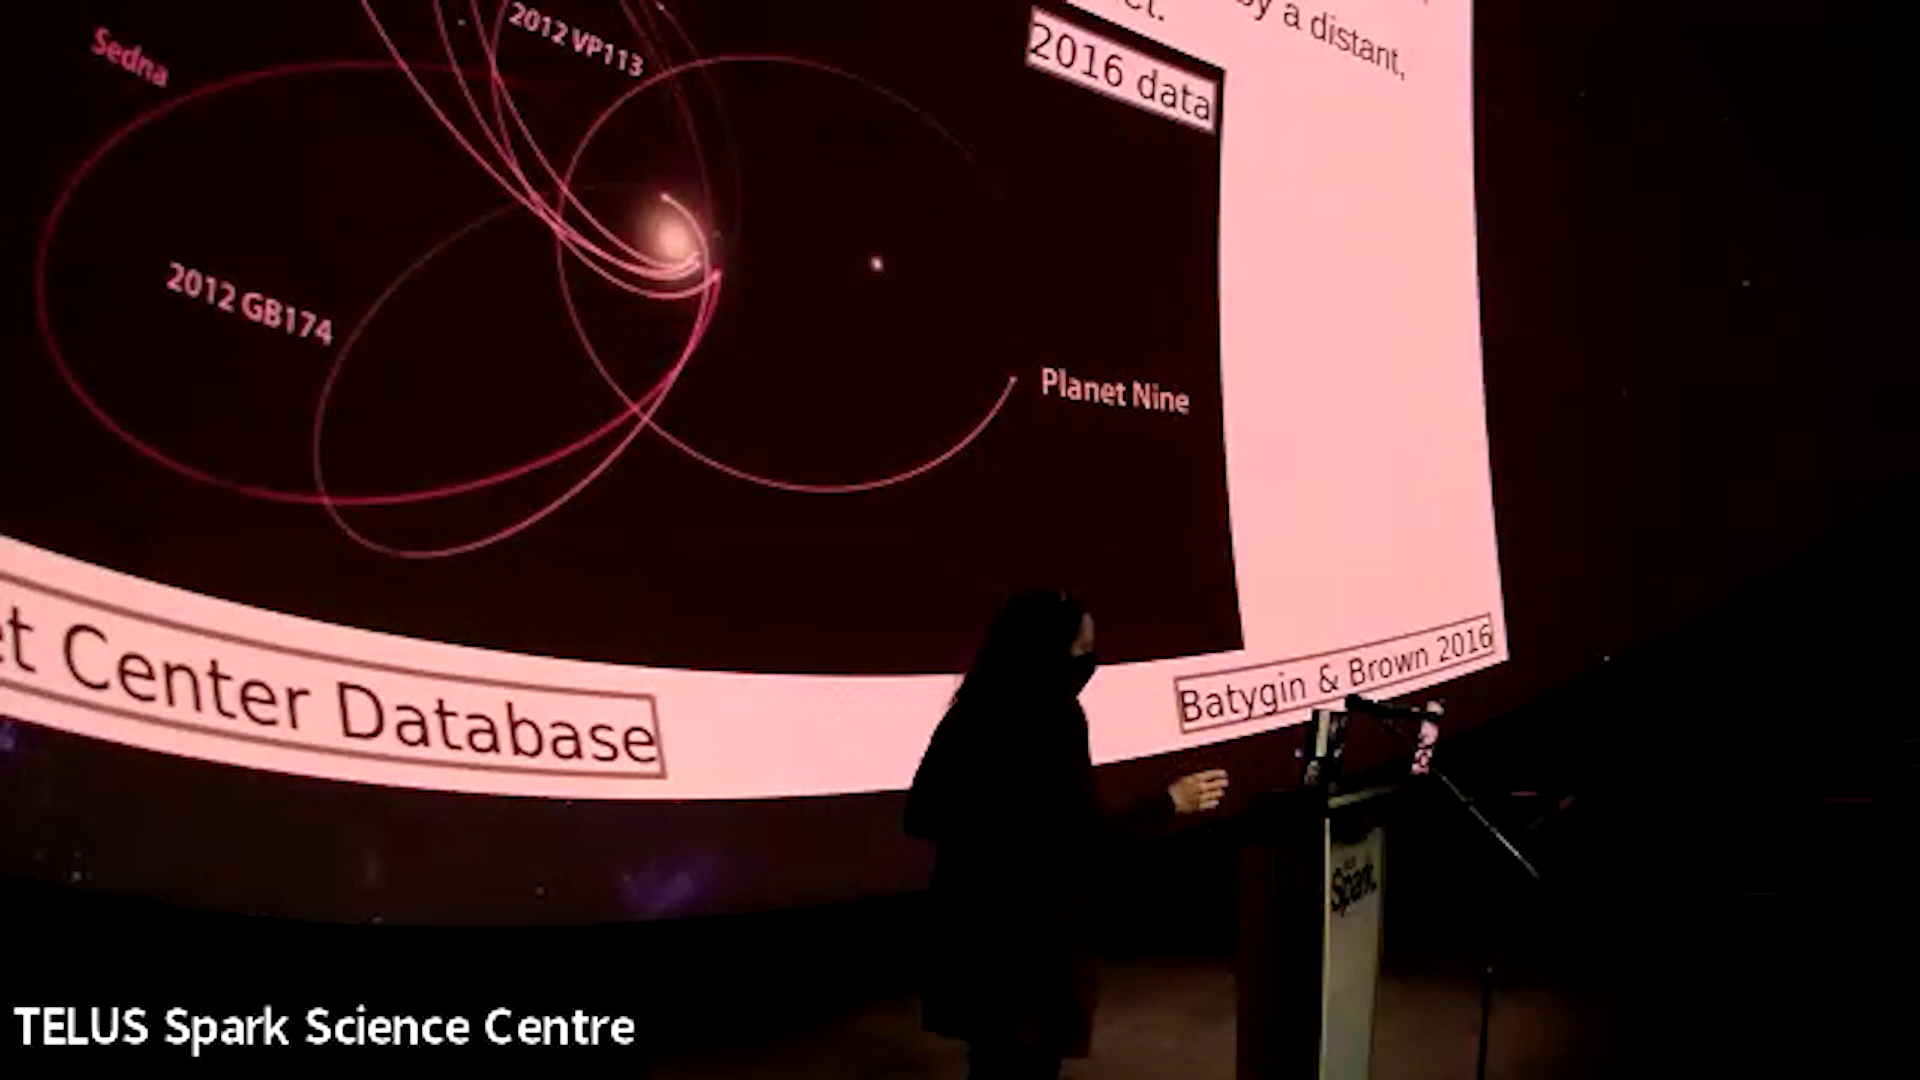 by a distant,
2016 data
Sedna
2012 VP113
2012 GB174
Planet Nine
Center Database
Batygin & Brown 2016
Spark
TELUS Spark Science Centre